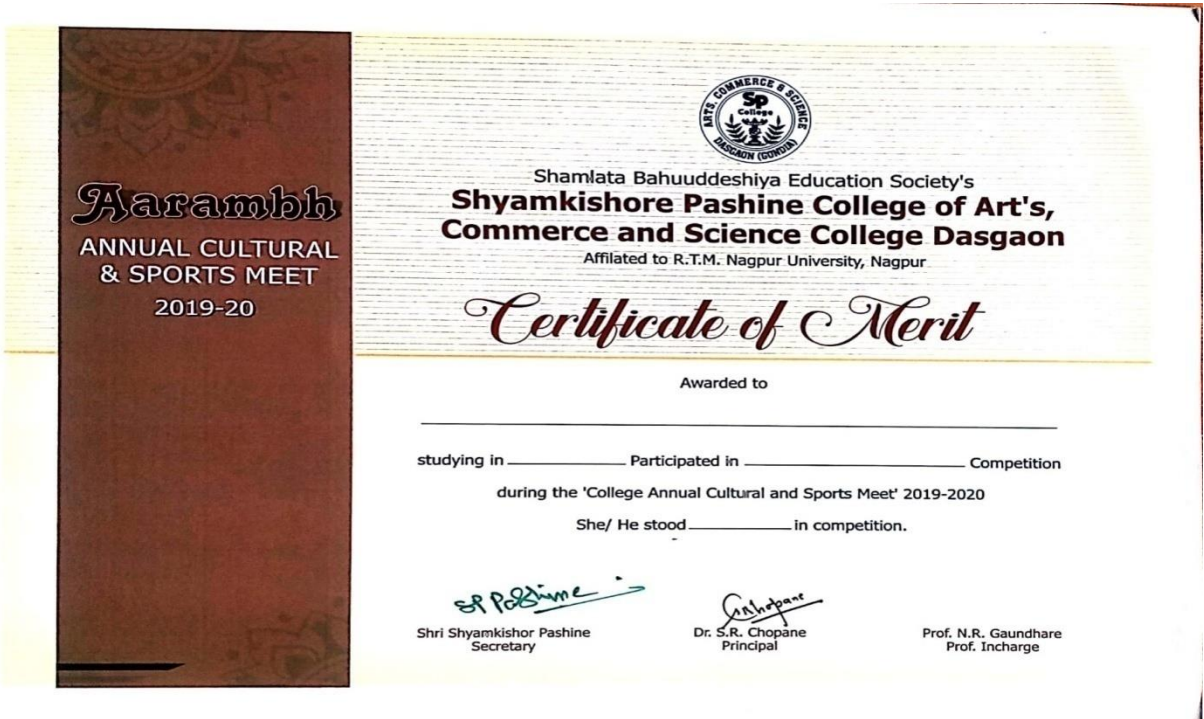 Aarambh
ANNUAL CULTURAL
& SPORTS MEET
2019-20
ARTS, COMMERCE & SCIENCE
Sp
College
DASGAON (GONDIA)
Shamlata Bahuuddeshiya Education Society's
Shyamkishore Pashine College of Art's,
Commerce and Science College Dasgaon
Affilated to R.T.M. Nagpur University, Nagpur
Certificate of Merit
Awarded to
studying in Participated in Competition
during the 'College Annual Cultural and Sports Meet' 2019-2020
She/ He stood in competition.
SP Pashine
Shri Shyamkishor Pashine
Secretary
Dr. S.R. Chopane
Principal
Prof. N.R. Gaundhare
Prof. Incharge